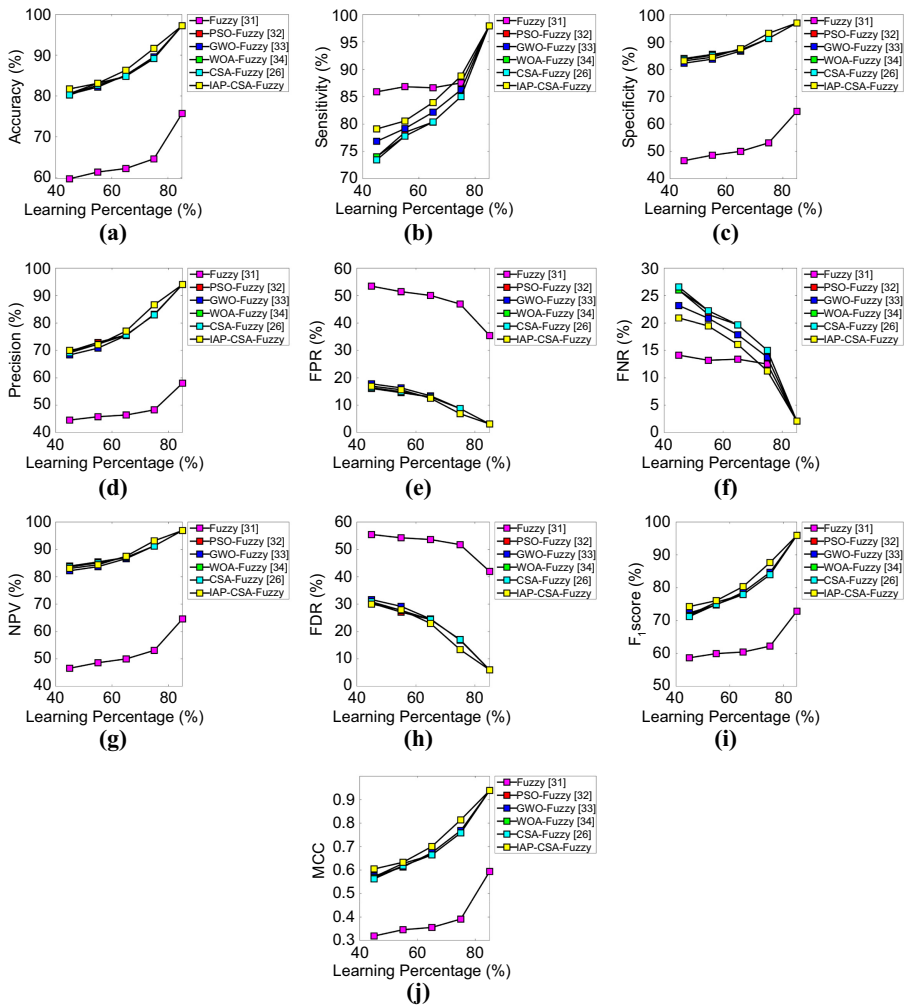 100
90
80
70
60
Accuracy (%)
40
60
80
Learning Percentage (%)
Fuzzy [31]
PSO-Fuzzy [32]
GWO-Fuzzy [33]
WOA-Fuzzy [34]
CSA-Fuzzy [26]
IAP-CSA-Fuzzy
(a)
100
95
90
85
80
75
70
Sensitivity (%)
40
60
80
Learning Percentage (%)
Fuzzy [31]
PSO-Fuzzy [32]
GWO-Fuzzy [33]
WOA-Fuzzy [34]
CSA-Fuzzy [26]
IAP-CSA-Fuzzy
(b)
100
90
80
70
60
50
40
Specificity (%)
40
60
80
Learning Percentage (%)
Fuzzy [31]
PSO-Fuzzy [32]
GWO-Fuzzy [33]
WOA-Fuzzy [34]
CSA-Fuzzy [26]
IAP-CSA-Fuzzy
(c)
100
90
80
70
60
50
40
Precision (%)
40
60
80
Learning Percentage (%)
Fuzzy [31]
PSO-Fuzzy [32]
GWO-Fuzzy [33]
WOA-Fuzzy [34]
CSA-Fuzzy [26]
IAP-CSA-Fuzzy
(d)
60
50
40
30
20
10
0
FPR (%)
40
60
80
Learning Percentage (%)
Fuzzy [31]
PSO-Fuzzy [32]
GWO-Fuzzy [33]
WOA-Fuzzy [34]
CSA-Fuzzy [26]
IAP-CSA-Fuzzy
(e)
30
25
20
15
10
5
0
FNR (%)
40
60
80
Learning Percentage (%)
Fuzzy [31]
PSO-Fuzzy [32]
GWO-Fuzzy [33]
WOA-Fuzzy [34]
CSA-Fuzzy [26]
IAP-CSA-Fuzzy
(f)
100
90
80
70
60
50
40
NPV (%)
40
60
80
Learning Percentage (%)
Fuzzy [31]
PSO-Fuzzy [32]
GWO-Fuzzy [33]
WOA-Fuzzy [34]
CSA-Fuzzy [26]
IAP-CSA-Fuzzy
(g)
60
50
40
30
20
10
0
FDR (%)
40
60
80
Learning Percentage (%)
Fuzzy [31]
PSO-Fuzzy [32]
GWO-Fuzzy [33]
WOA-Fuzzy [34]
CSA-Fuzzy [26]
IAP-CSA-Fuzzy
(h)
100
90
80
70
60
50
F₁score (%)
40
60
80
Learning Percentage (%)
Fuzzy [31]
PSO-Fuzzy [32]
GWO-Fuzzy [33]
WOA-Fuzzy [34]
CSA-Fuzzy [26]
IAP-CSA-Fuzzy
(i)
0.9
0.8
0.7
0.6
0.5
0.4
0.3
MCC
40
60
80
Learning Percentage (%)
Fuzzy [31]
PSO-Fuzzy [32]
GWO-Fuzzy [33]
WOA-Fuzzy [34]
CSA-Fuzzy [26]
IAP-CSA-Fuzzy
(j)